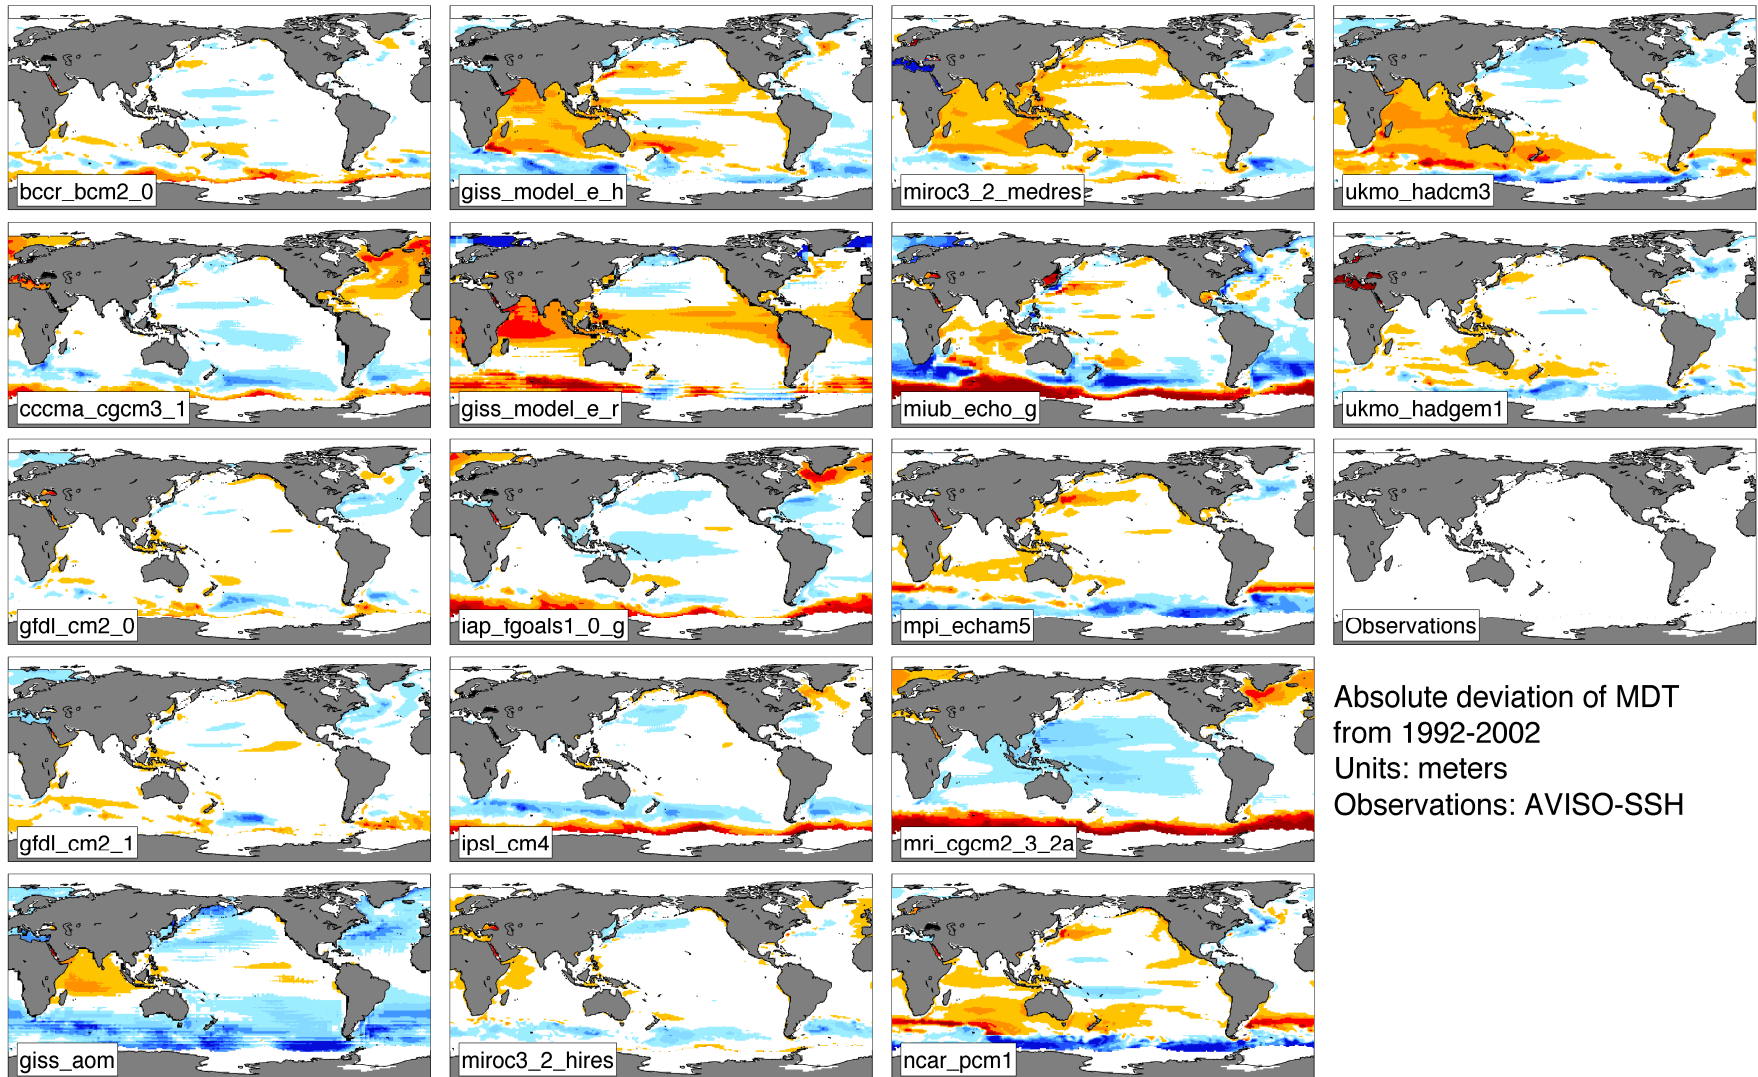 bccr_bcm2_0
giss_model_e_h
miroc3_2_medres
ukmo_hadcm3
cccma_cgcm3_1
giss_model_e_r
miub_echo_g
ukmo_hadgem1
gfdl_cm2_0
iap_fgoals1_0_g
mpi_echam5
Observations
gfdl_cm2_1
ipsl_cm4
mri_cgcm2_3_2a
Absolute deviation of MDT
from 1992-2002
Units: meters
Observations: AVISO-SSH
giss_aom
miroc3_2_hires
ncar_pcm1